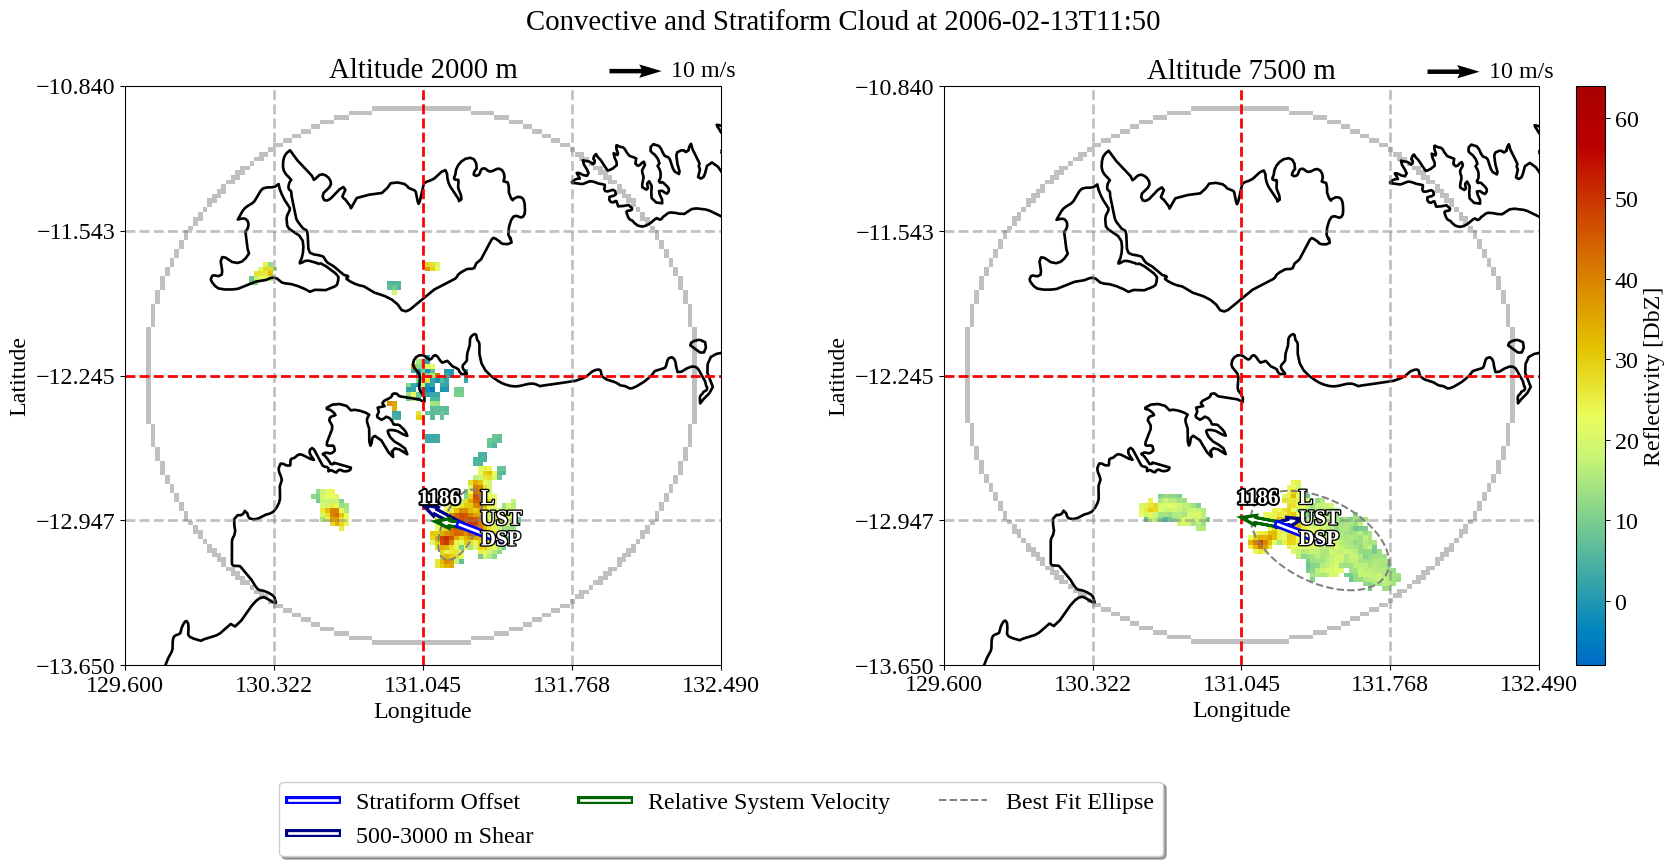 Convective and Stratiform Cloud at 2006-02-13T11:50
Altitude 2000 m
10 m/s
−10.840
−11.543
−12.245
−12.947
−13.650
Latitude
1186
L
UST
DSP
129.600
130.322
131.045
131.768
132.490
Longitude
Altitude 7500 m
10 m/s
−10.840
−11.543
−12.245
−12.947
−13.650
Latitude
1186
L
UST
DSP
129.600
130.322
131.045
131.768
132.490
Longitude
60
50
40
30
20
10
0
Reflectivity [DbZ]
Stratiform Offset
Relative System Velocity
Best Fit Ellipse
500-3000 m Shear